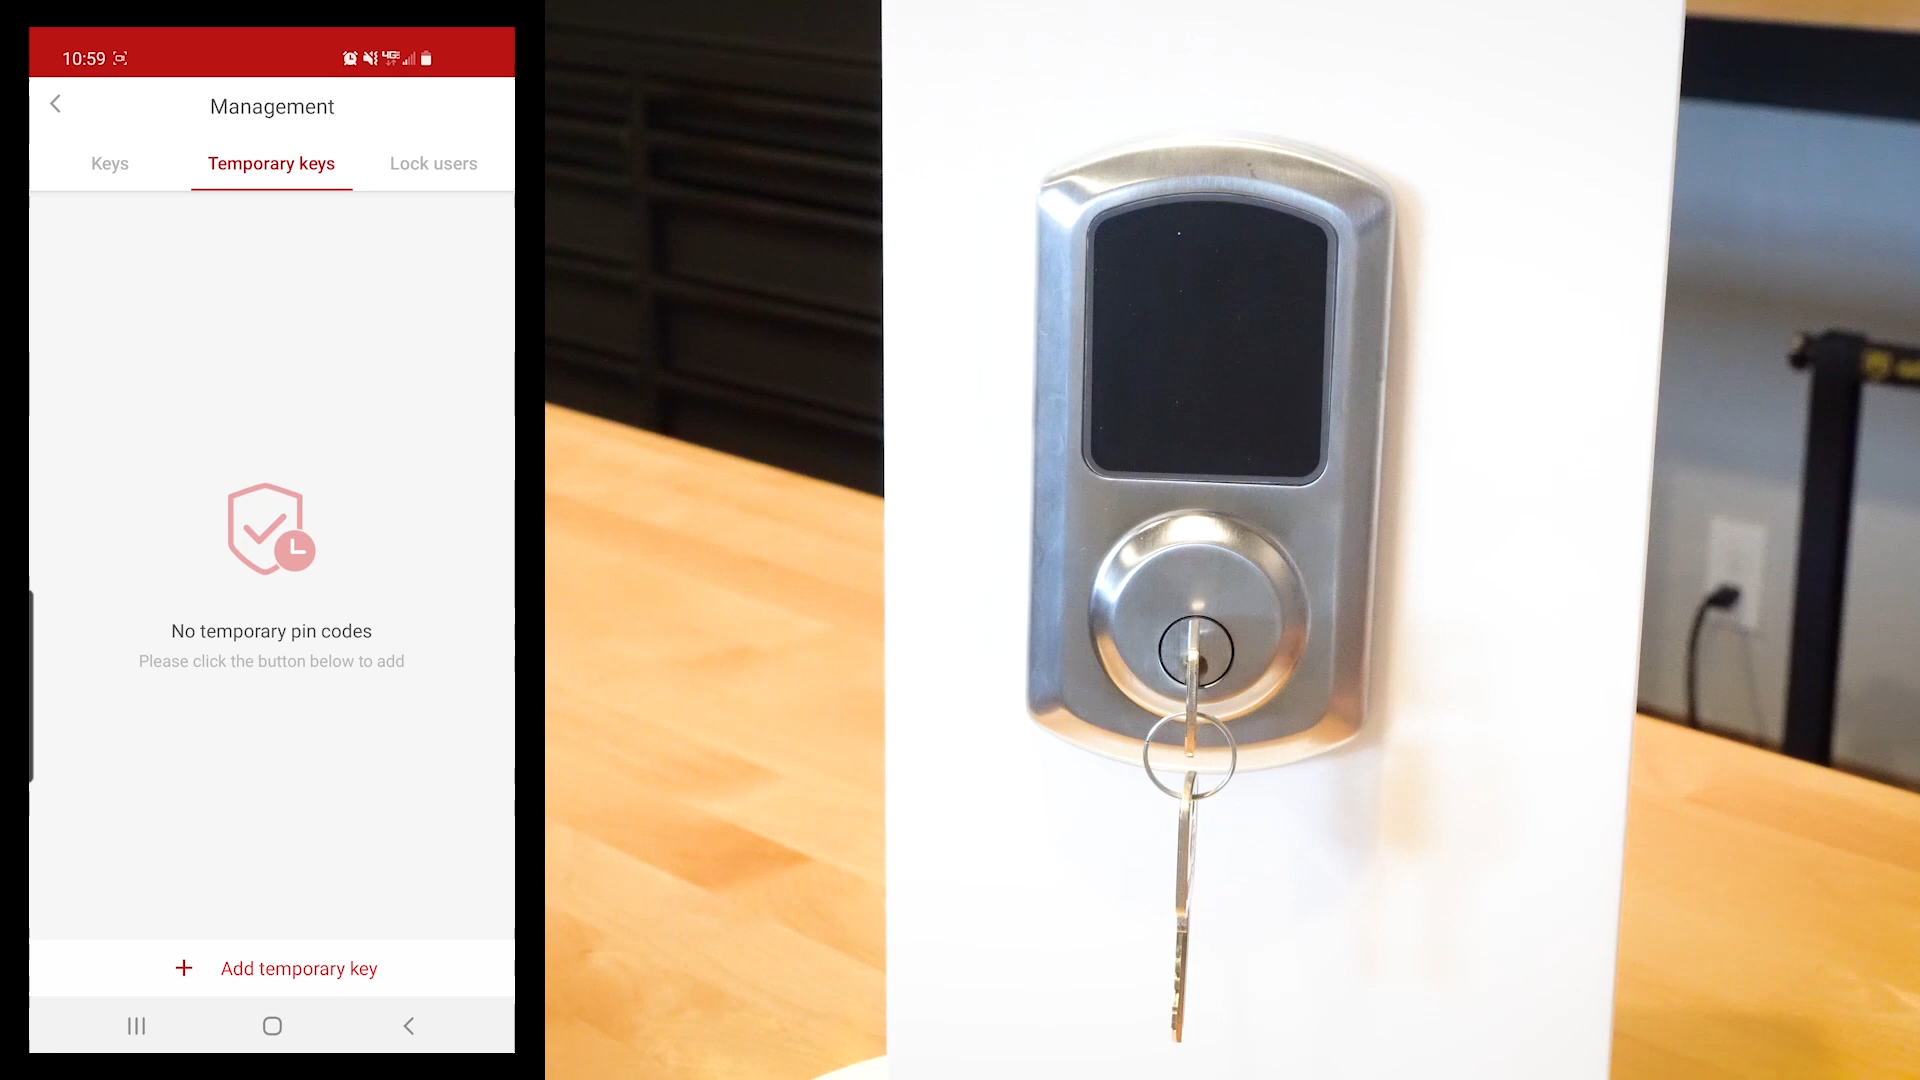 10:59
4GE
Management
Keys
Temporary keys
Lock users
No temporary pin codes
Please click the button below to add
+ Add temporary key